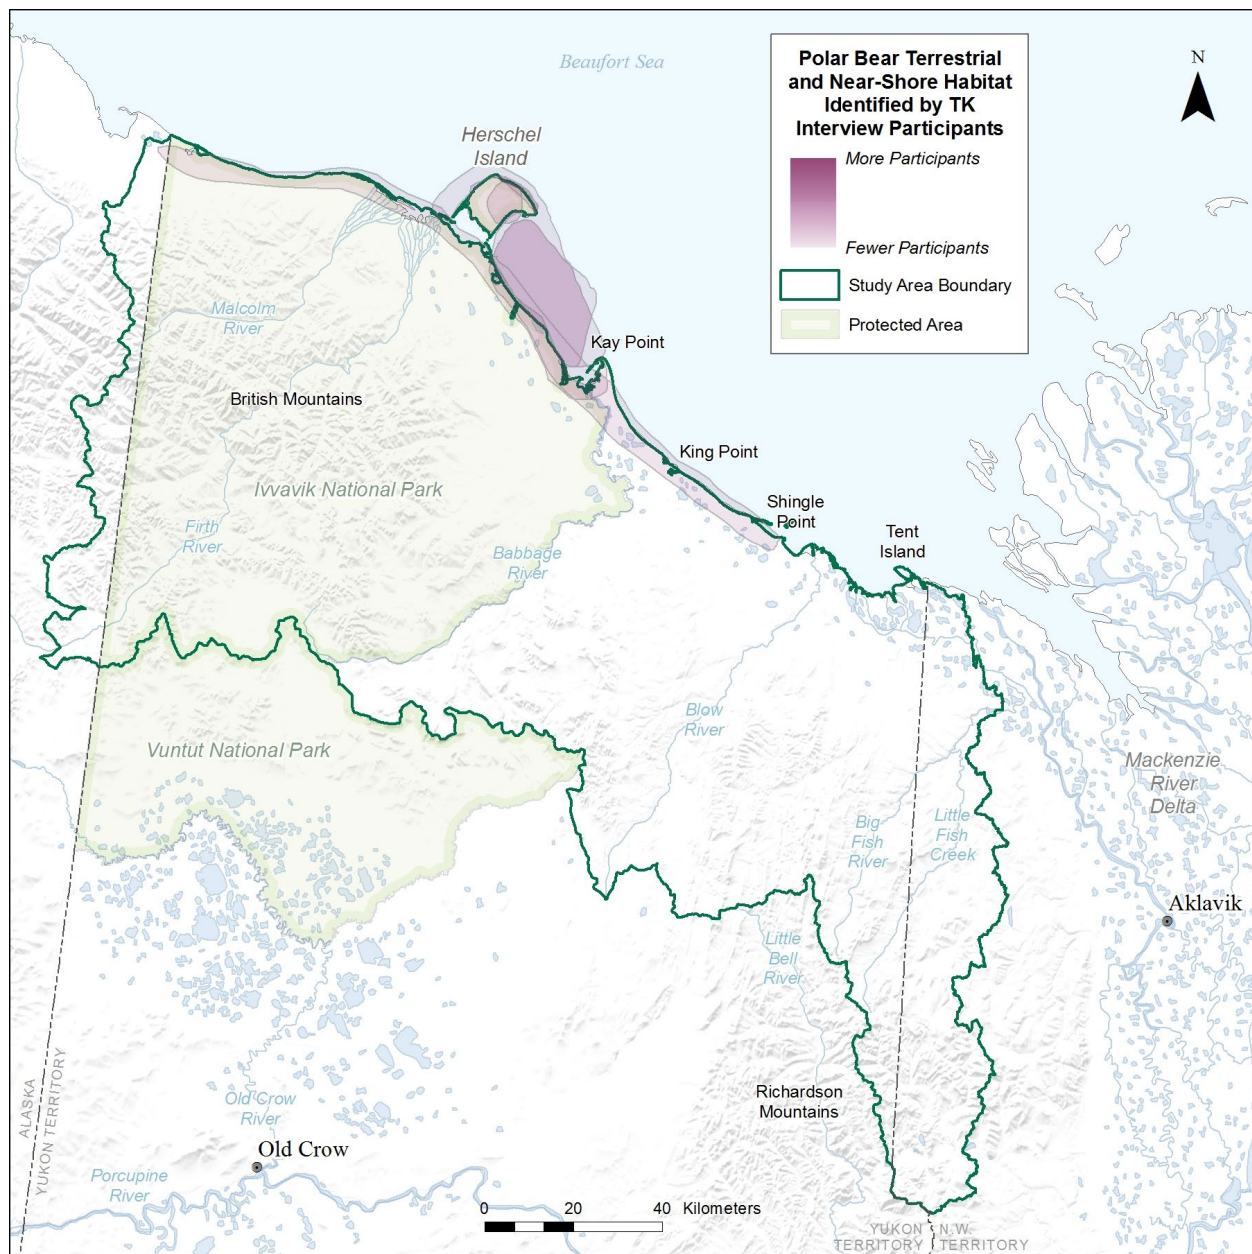 Beaufort Sea
Polar Bear Terrestrial
and Near-Shore Habitat
Identified by TK
Interview Participants
More Participants
Fewer Participants
Study Area Boundary
Protected Area
N
Herschel
Island
Malcolm
River
Kay Point
British Mountains
King Point
Ivvavik National Park
Shingle
Point
Firth
River
Babbage
River
Tent
Island
Blow
River
Vuntut National Park
Mackenzie
River
Delta
Big
Fish
River
Little
Fish
Creek
Aklavik
Little
Bell
River
ALASKA
YUKON TERRITORY
Old Crow
River
Richardson
Mountains
Old Crow
Porcupine
River
0 20 40 Kilometers
YUKON
TERRITORY
N.W.
TERRITORY